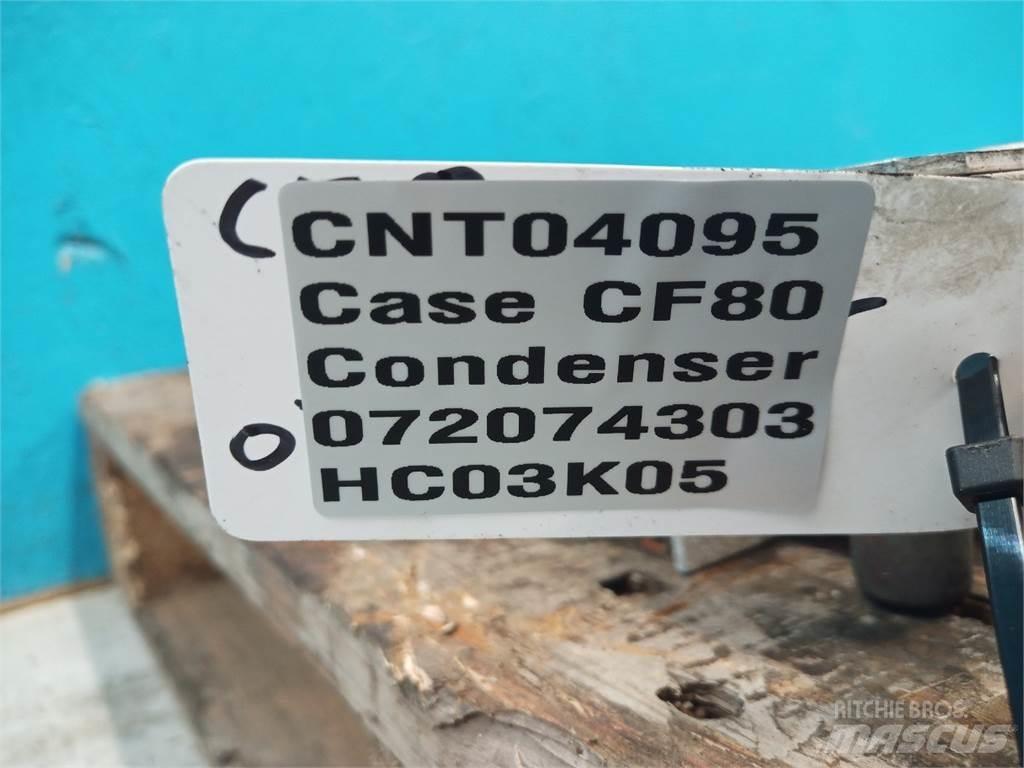 CNT04095
Case CF80
Condenser
072074303
HC03K05
RITCHIE BROS.
MASCUS